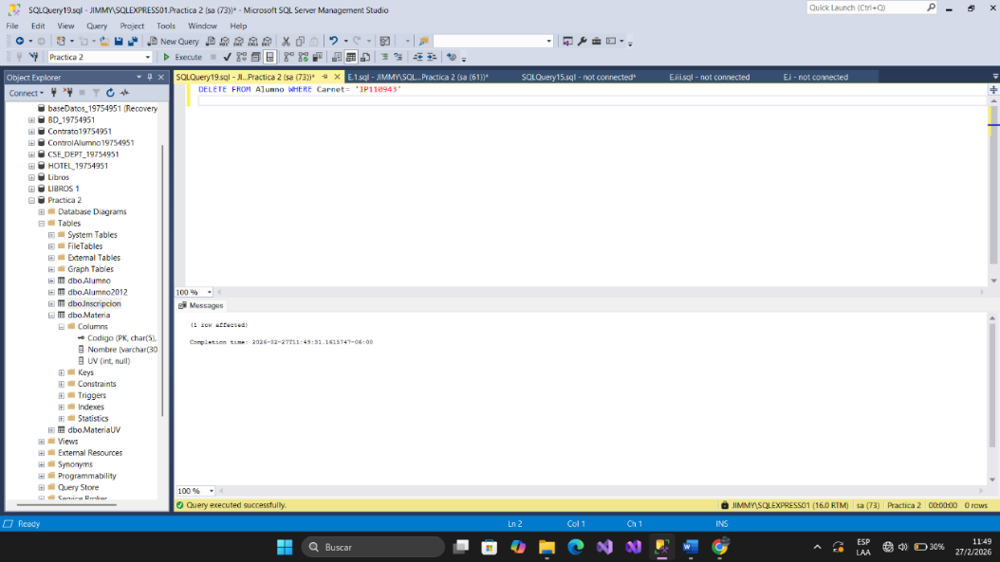 SQLQuery19.sql - JIMMY\SQLEXPRESS01.Practica 2 (sa (73))* - Microsoft SQL Server Management Studio
Quick Launch (Ctrl+Q)
File Edit View Query Project Tools Window Help
New Query
Practica 2
Execute
Object Explorer
SQLQuery19.sql - JI...Practica 2 (sa (73))*
E.1.sql - JIMMY\SQL...Practica 2 (sa (61))*
SQLQuery15.sql - not connected*
E.iii.sql - not connected
E.i - not connected
Connect
DELETE FROM Alumno WHERE Carnet= 'IP110943'
baseDatos_19754951 (Recovery
BD_19754951
Contrato19754951
ControlAlumno19754951
CSE_DEPT_19754951
HOTEL_19754951
Libros
LIBROS 1
Practica 2
Database Diagrams
Tables
System Tables
FileTables
External Tables
Graph Tables
dbo.Alumno
dbo.Alumno2012
dbo.Inscripcion
dbo.Materia
Columns
Codigo (PK, char(5),
Nombre (varchar(30
UV (int, null)
Keys
Constraints
Triggers
Indexes
Statistics
dbo.MateriaUV
Views
External Resources
Synonyms
Programmability
Query Store
Service Broker
100 %
Messages
(1 row affected)
Completion time: 2026-02-27T11:49:31.1615747-06:00
100 %
Query executed successfully.
JIMMY\SQLEXPRESS01 (16.0 RTM) sa (73) Practica 2 00:00:00 0 rows
Ready
Ln 2 Col 1 Ch 1 INS
Buscar
ESP
LAA
30%
11:49
27/2/2026